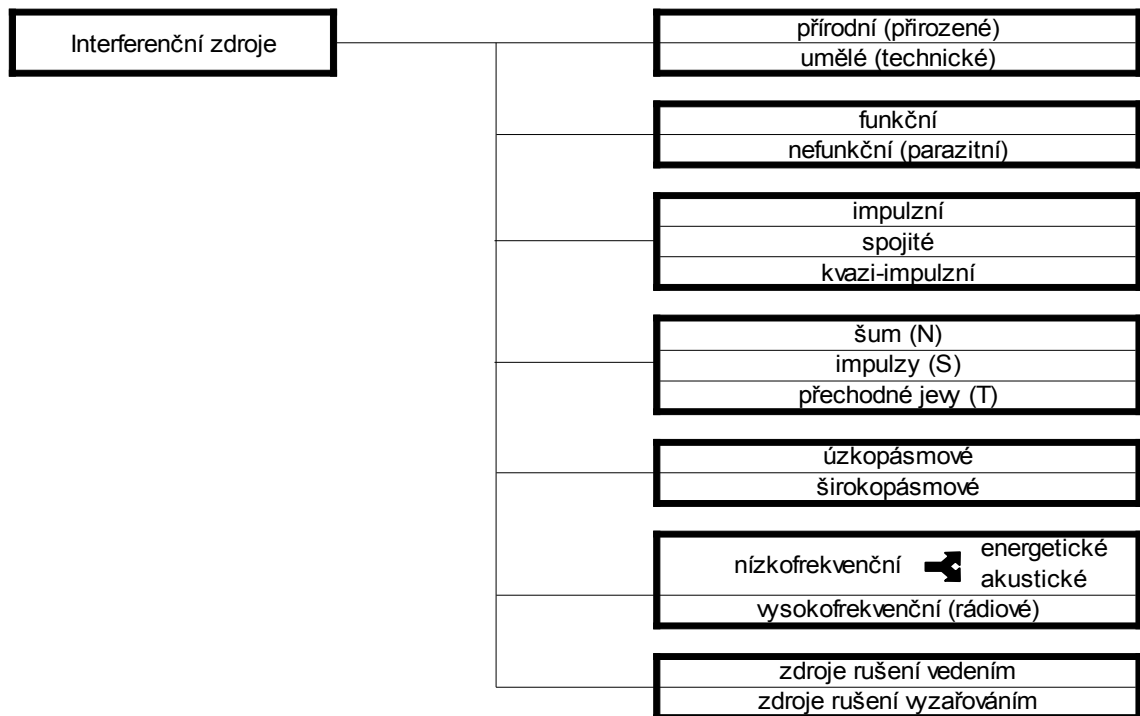 Interferenční zdroje
přírodní (přirozené)
umělé (technické)
funkční
nefunkční (parazitní)
impulzní
spojité
kvazi-impulzní
šum (N)
impulzy (S)
přechodné jevy (T)
úzkopásmové
širokopásmové
nízkofrekvenční
energetické
akustické
vysokofrekvenční (rádiové)
zdroje rušení vedením
zdroje rušení vyzařováním